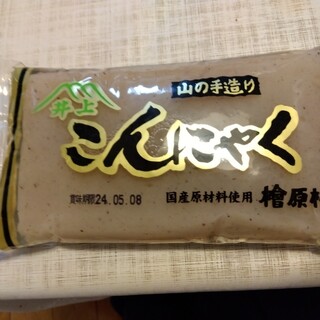 山の手造り
井上
こんにゃく
賞味期限24.05.08
国産原材料使用 檜原村